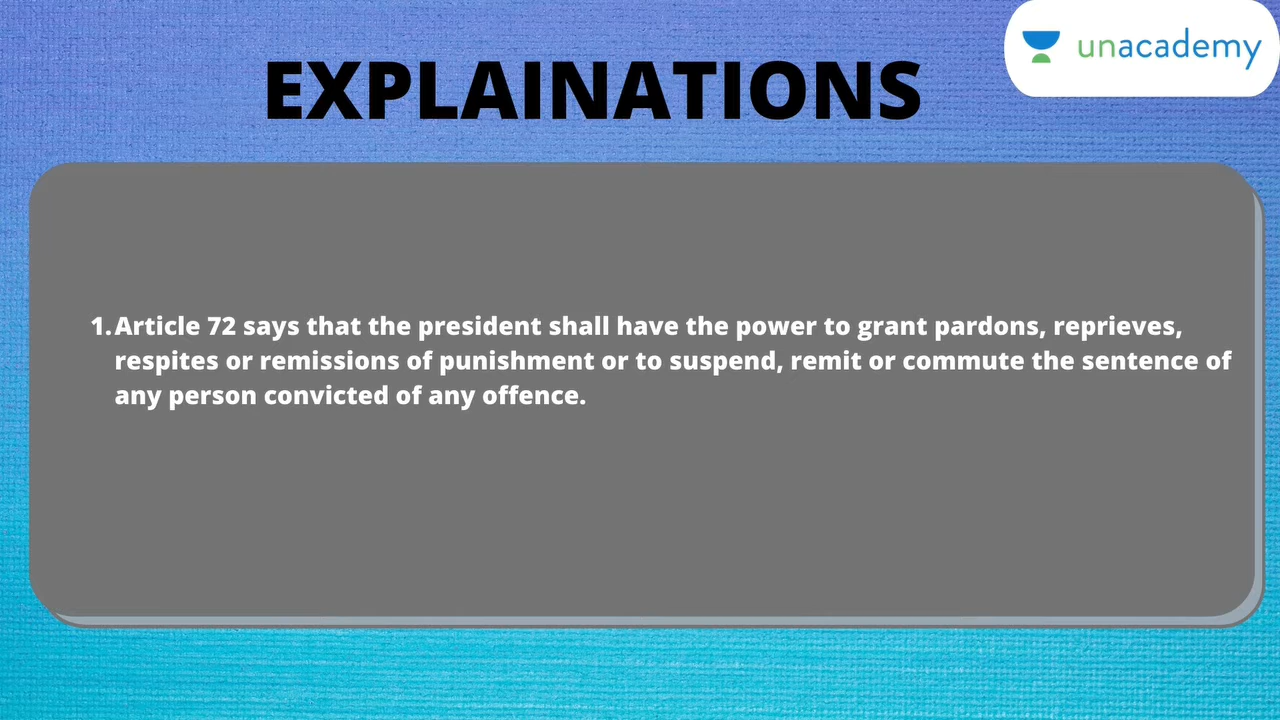 unacademy
EXPLAINATIONS
1. Article 72 says that the president shall have the power to grant pardons, reprieves,
respites or remissions of punishment or to suspend, remit or commute the sentence of
any person convicted of any offence.